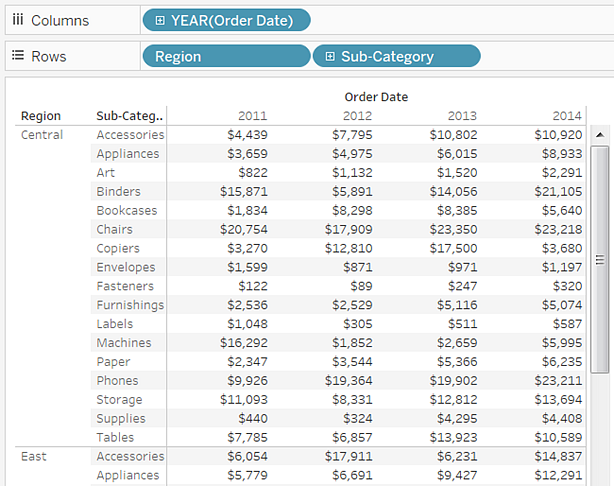 Columns YEAR(Order Date)
Rows Region Sub-Category
Order Date
Region Sub-Categ.. 2011 2012 2013 2014
Central Accessories $4,439 $7,795 $10,802 $10,920
Appliances $3,659 $4,975 $6,015 $8,933
Art $822 $1,132 $1,520 $2,291
Binders $15,871 $5,891 $14,056 $21,105
Bookcases $1,834 $8,298 $8,385 $5,640
Chairs $20,754 $17,909 $23,350 $23,218
Copiers $3,270 $12,810 $17,500 $3,680
Envelopes $1,599 $871 $971 $1,197
Fasteners $122 $89 $247 $320
Furnishings $2,536 $2,529 $5,116 $5,074
Labels $1,048 $305 $511 $587
Machines $16,292 $1,852 $2,659 $5,995
Paper $2,347 $3,544 $5,366 $6,235
Phones $9,926 $19,364 $19,902 $23,211
Storage $11,093 $8,331 $12,812 $13,694
Supplies $440 $324 $4,295 $4,408
Tables $7,785 $6,857 $13,923 $10,589
East Accessories $6,054 $17,911 $6,231 $14,837
Appliances $5,779 $6,691 $9,427 $12,291